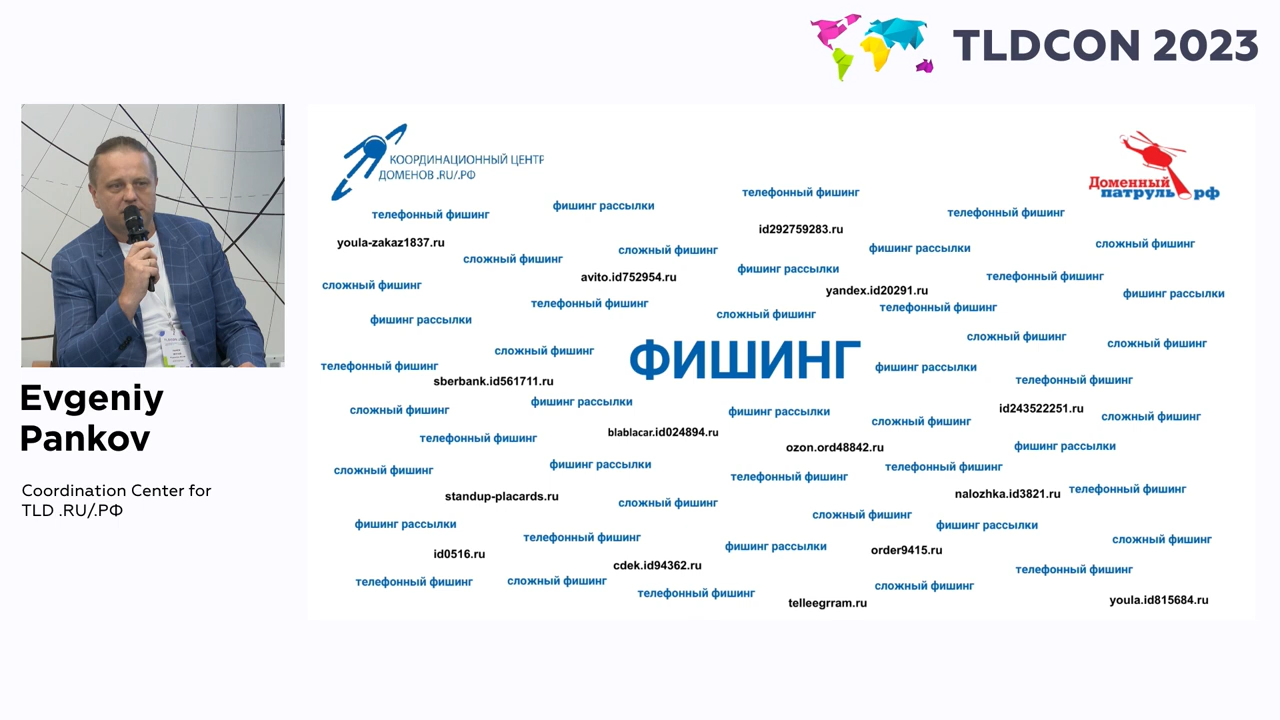 TLDCON 2023
КООРДИНАЦИОННЫЙ ЦЕНТР
ДОМЕНОВ .RU/.РФ
Доменный
патруль.рф
телефонный фишинг
фишинг рассылки
телефонный фишинг
телефонный фишинг
id292759283.ru
youla-zakaz1837.ru
сложный фишинг
сложный фишинг
фишинг рассылки
сложный фишинг
avito.id752954.ru
фишинг рассылки
телефонный фишинг
сложный фишинг
yandex.id20291.ru
фишинг рассылки
телефонный фишинг
телефонный фишинг
фишинг рассылки
сложный фишинг
сложный фишинг
сложный фишинг
сложный фишинг
ФИШИНГ
телефонный фишинг
фишинг рассылки
sberbank.id561711.ru
телефонный фишинг
фишинг рассылки
сложный фишинг
фишинг рассылки
id243522251.ru
сложный фишинг
сложный фишинг
телефонный фишинг
blablacar.id024894.ru
ozon.ord48842.ru
фишинг рассылки
сложный фишинг
фишинг рассылки
телефонный фишинг
телефонный фишинг
standup-placards.ru
сложный фишинг
nalozhka.id3821.ru
телефонный фишинг
фишинг рассылки
сложный фишинг
фишинг рассылки
телефонный фишинг
сложный фишинг
id0516.ru
фишинг рассылки
order9415.ru
cdek.id94362.ru
телефонный фишинг
телефонный фишинг
сложный фишинг
телефонный фишинг
сложный фишинг
telleegrram.ru
youla.id815684.ru
Evgeniy
Pankov
Coordination Center for
TLD .RU/.РФ